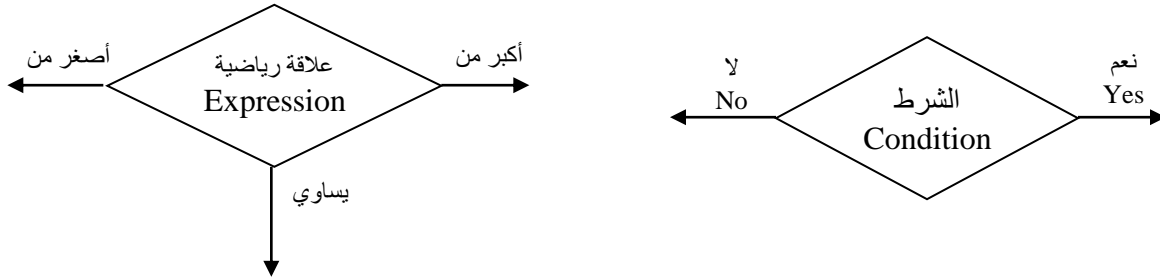 نعم
Yes
لا
No
الشرط
Condition
أكبر من
علاقة رياضية
Expression
أصغر من
يساوي